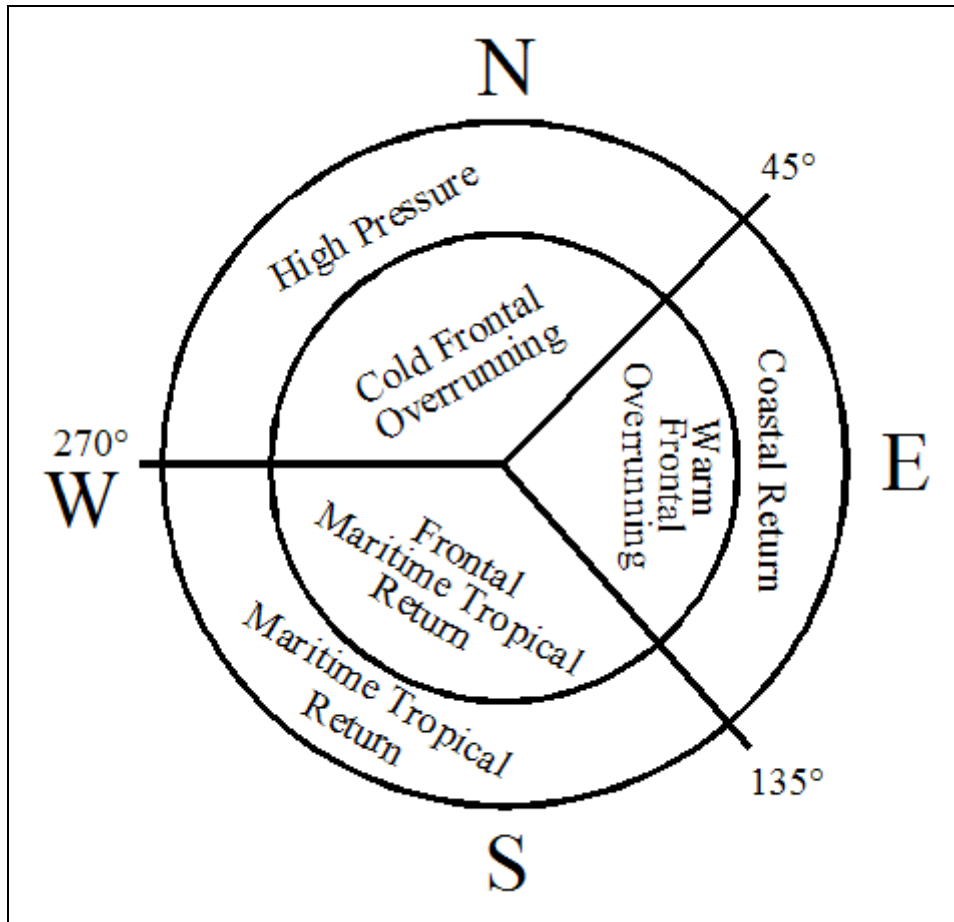 N
45°
High Pressure
Cold Frontal
Overrunning
Warm
Frontal
Overrunning
Coastal Return
E
270°
W
Frontal
Maritime Tropical
Return
Maritime Tropical
Return
135°
S